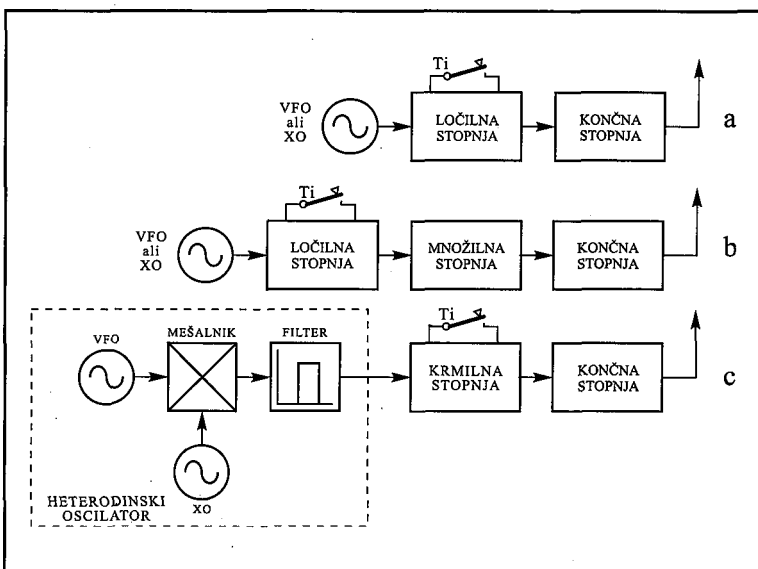 Ti
VFO
ali
XO
LOČILNA
STOPNJA
KONČNA
STOPNJA
a
Ti
VFO
ali
XO
LOČILNA
STOPNJA
MNOŽILNA
STOPNJA
KONČNA
STOPNJA
b
VFO
MEŠALNIK
FILTER
Ti
KRMILNA
STOPNJA
KONČNA
STOPNJA
c
XO
HETERODINSKI
OSCILATOR